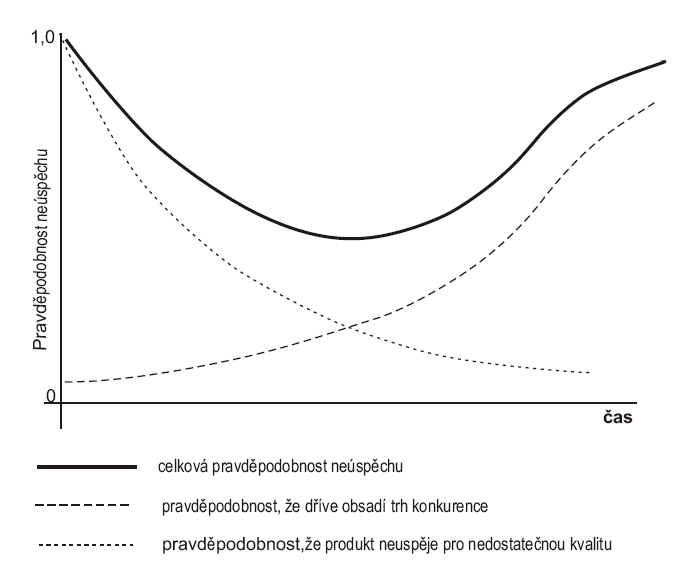 1,0
Pravděpodobnost neúspěchu
0
čas
celková pravděpodobnost neúspěchu
pravděpodobnost, že dříve obsadí trh konkurence
pravděpodobnost,že produkt neuspěje pro nedostatečnou kvalitu